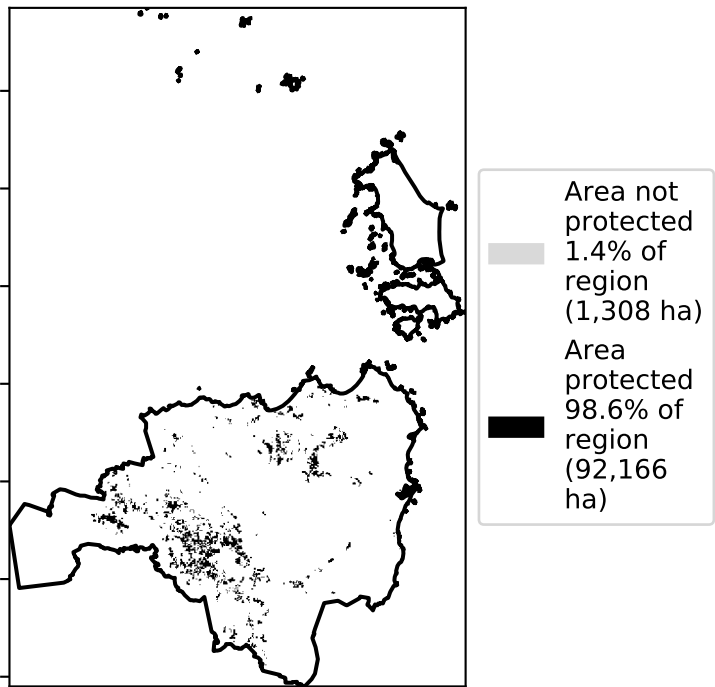 Area not
protected
1.4% of
region
(1,308 ha)
Area
protected
98.6% of
region
(92,166
ha)